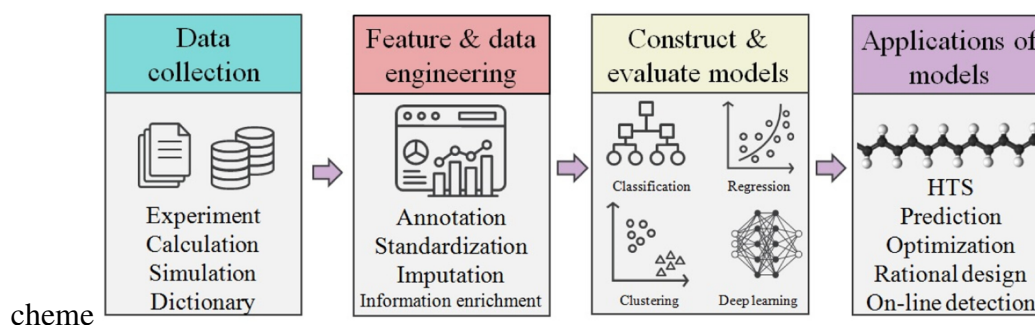 Data
collection
Experiment
Calculation
Simulation
Dictionary
Feature & data
engineering
Annotation
Standardization
Imputation
Information enrichment
Construct &
evaluate models
Classification
Regression
Clustering
Deep learning
Applications of
models
HTS
Prediction
Optimization
Rational design
On-line detection
cheme